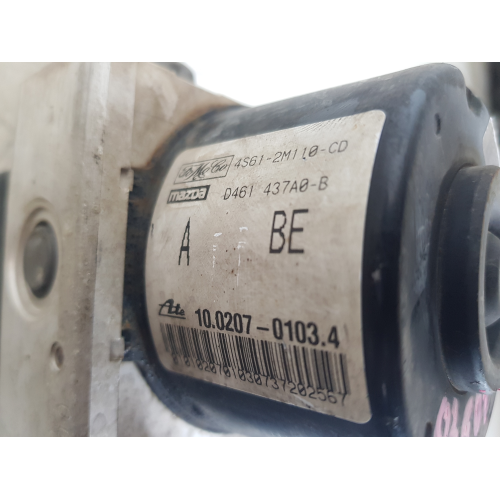 FoMoCo 4S61-2M110-CD
mazda D461 437A0-B
A BE
Ate 10.0207-0103.4